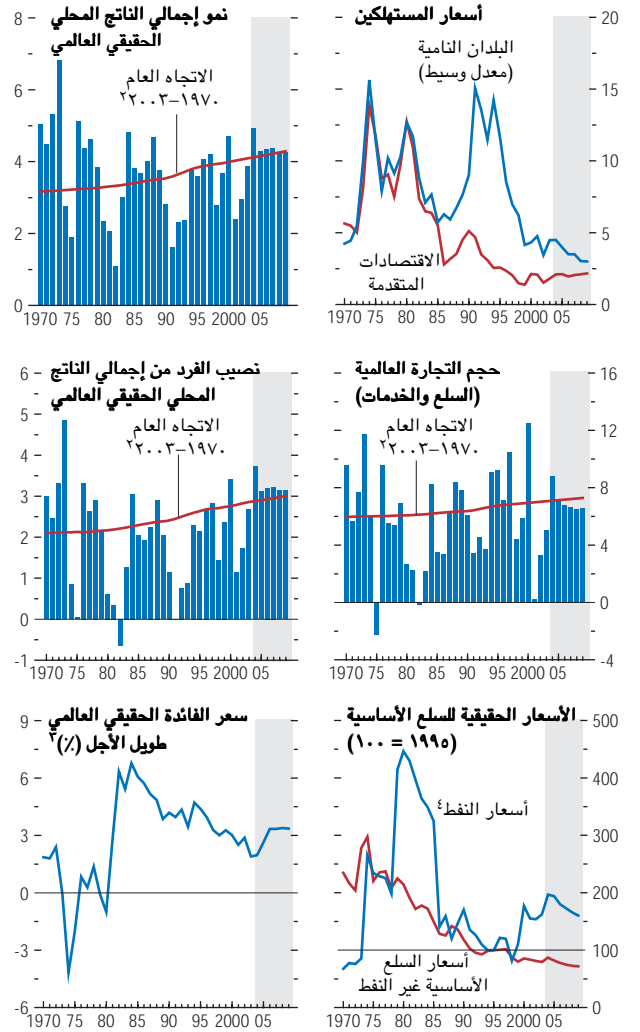 نمو إجمالي الناتج المحلي
الحقيقي العالمي
8
6
4
2
0
الاتجاه العام
١٩٧٠–٢٠٠٣٢
1970 75 80 85 90 95 2000 05
أسعار المستهلكين
20
15
10
5
0
البلدان النامية
(معدل وسيط)
الاقتصادات
المتقدمة
1970 75 80 85 90 95 2000 05
نصيب الفرد من إجمالي الناتج
المحلي الحقيقي العالمي
6
5
4
3
2
1
0
-1
الاتجاه العام
١٩٧٠–٢٠٠٣٢
1970 75 80 85 90 95 2000 05
حجم التجارة العالمية
(السلع والخدمات)
16
12
8
4
0
-4
الاتجاه العام
١٩٧٠–٢٠٠٣٢
1970 75 80 85 90 95 2000 05
سعر الفائدة الحقيقي العالمي
طويل الأجل (٪)٣
9
6
3
0
-3
-6
1970 75 80 85 90 95 2000 05
الأسعار الحقيقية للسلع الأساسية
(١٩٩٥ = ١٠٠)
500
400
300
200
100
0
أسعار النفط٤
أسعار السلع
الأساسية غير النفط
1970 75 80 85 90 95 2000 05